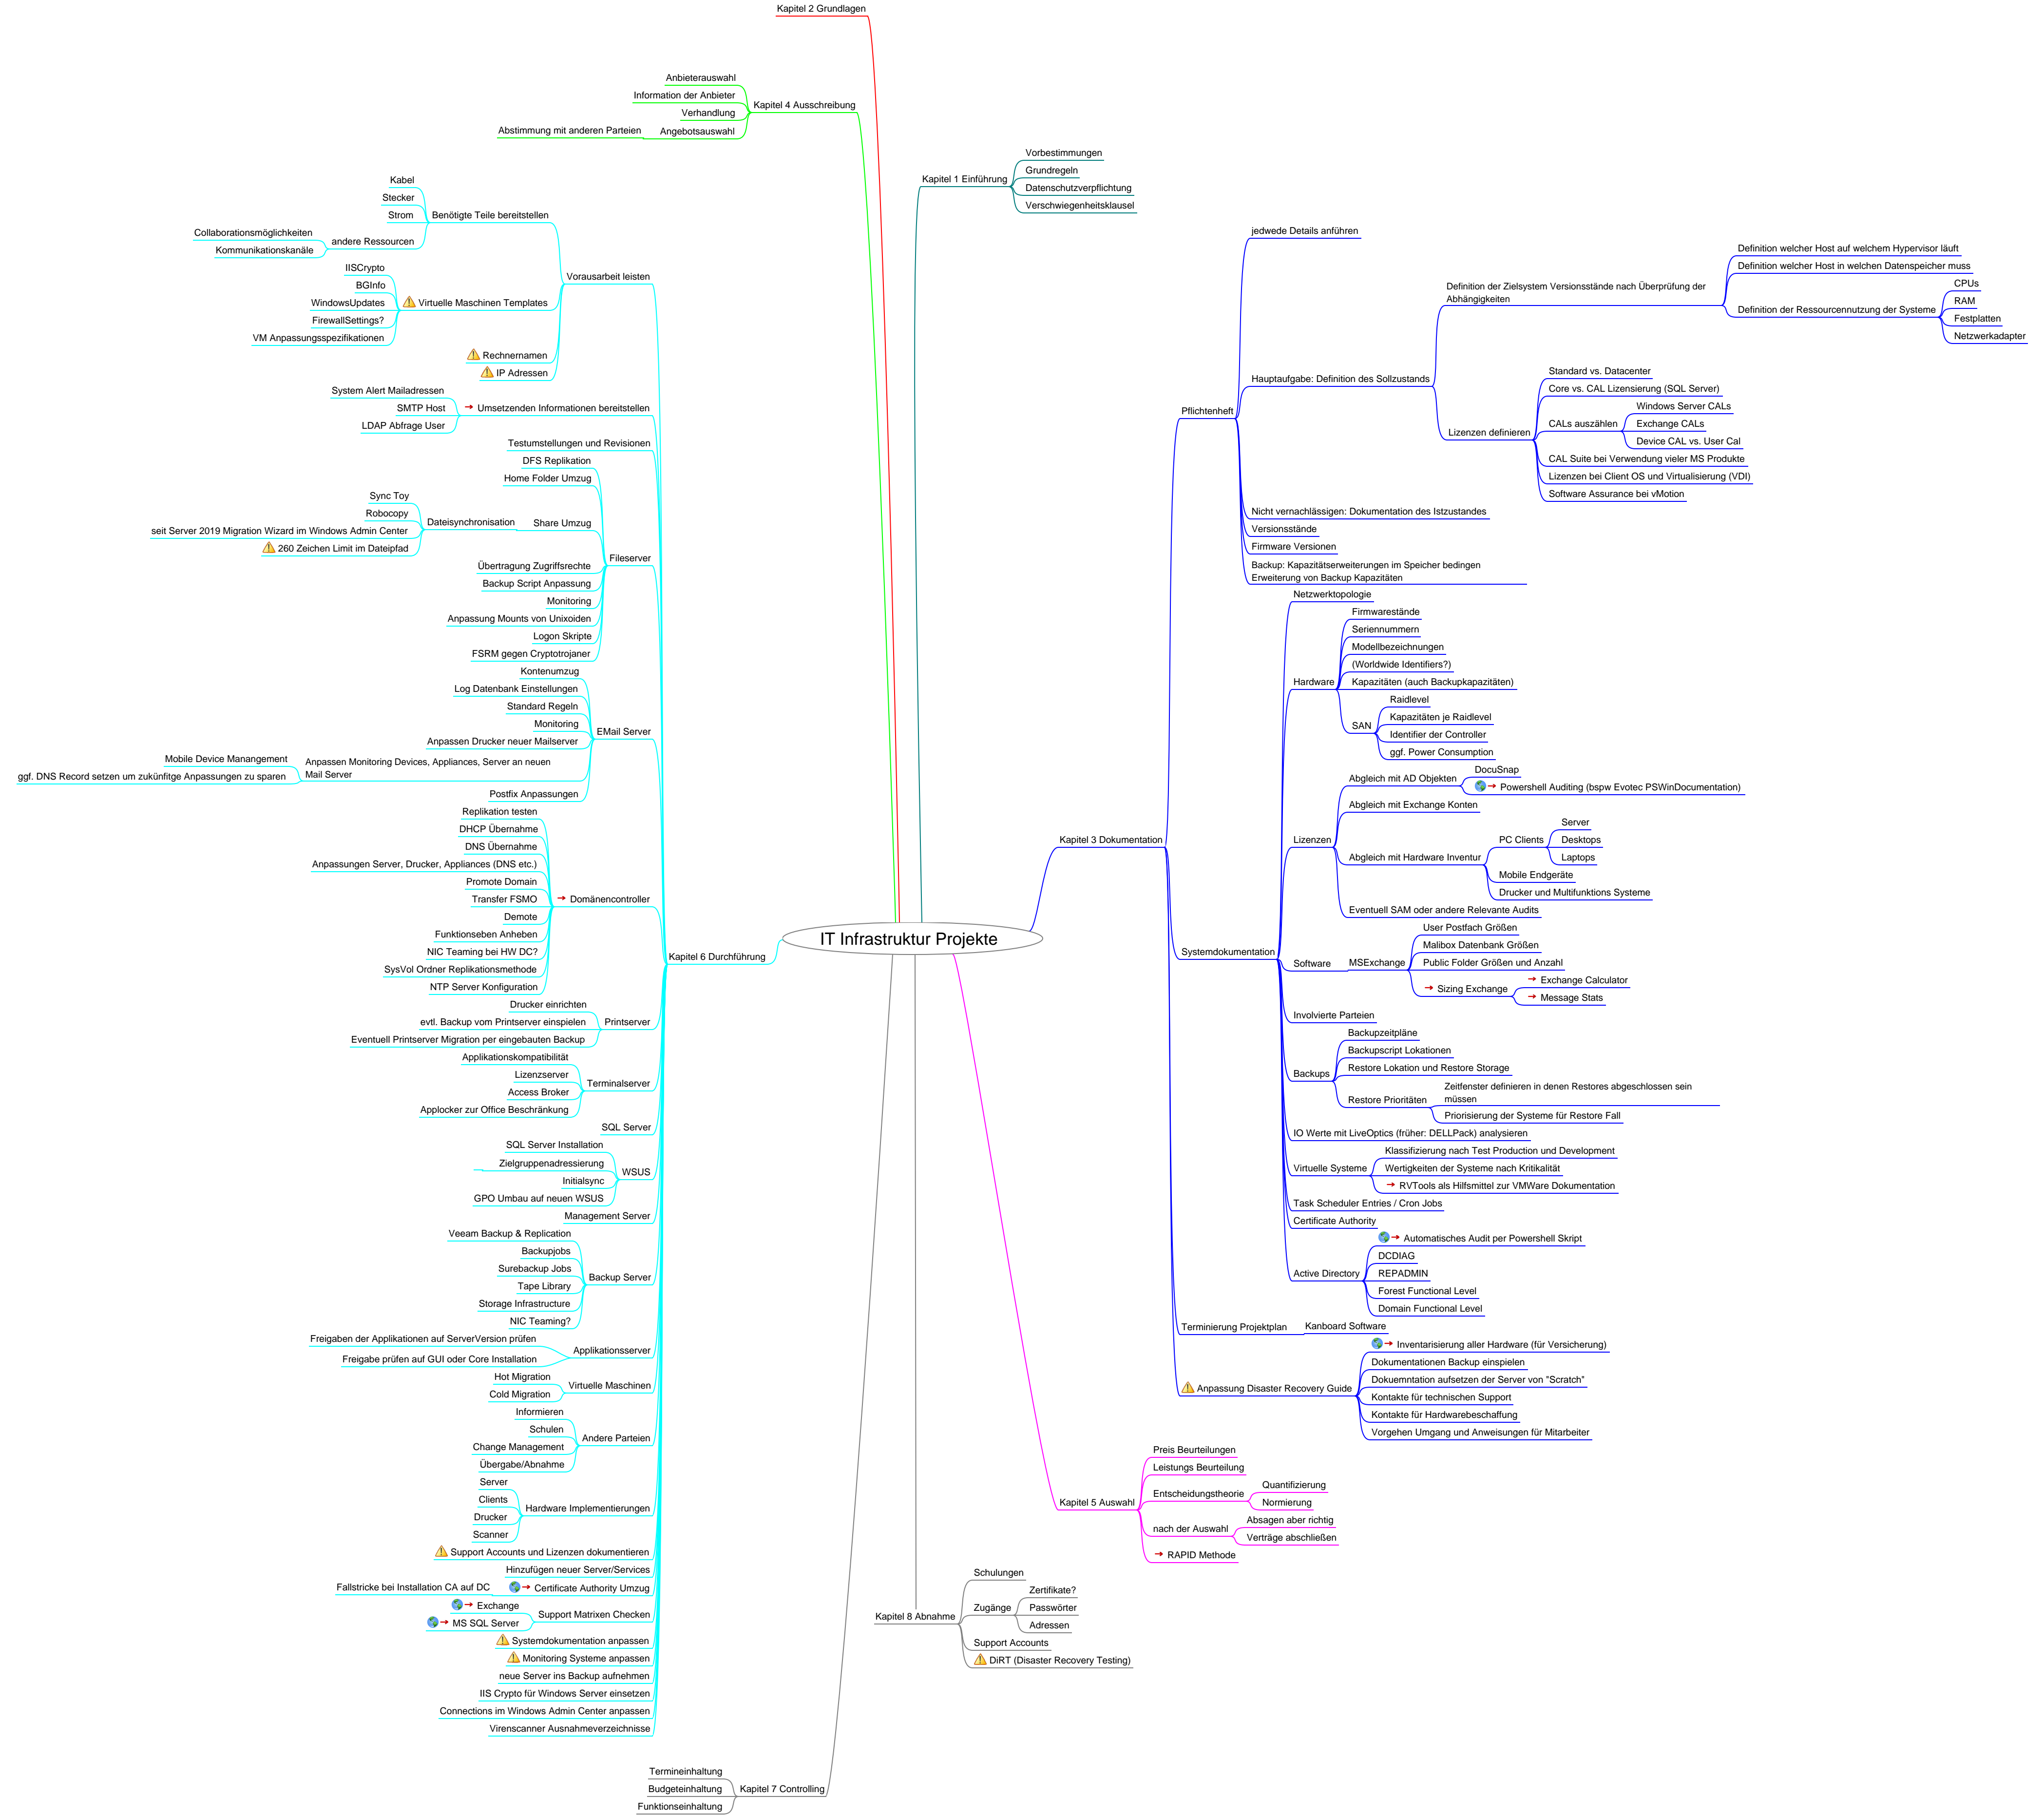 Kapitel 2 Grundlagen
Anbieterauswahl
Information der Anbieter
Verhandlung
Abstimmung mit anderen Parteien
Angebotsauswahl
Kapitel 4 Ausschreibung
Kapitel 1 Einführung
Vorbestimmungen
Grundregeln
Datenschutzverpflichtung
Verschwiegenheitsklausel
IT Infrastruktur Projekte
Kapitel 6 Durchführung
Vorausarbeit leisten
Benötigte Teile bereitstellen
Kabel
Stecker
Strom
andere Ressourcen
Collaborationsmöglichkeiten
Kommunikationskanäle
Virtuelle Maschinen Templates
IISCrypto
BGInfo
WindowsUpdates
FirewallSettings?
VM Anpassungsspezifikationen
Rechnernamen
IP Adressen
Umsetzenden Informationen bereitstellen
System Alert Mailadressen
SMTP Host
LDAP Abfrage User
Testumstellungen und Revisionen
Fileserver
DFS Replikation
Home Folder Umzug
Share Umzug
Dateisynchronisation
Sync Toy
Robocopy
seit Server 2019 Migration Wizard im Windows Admin Center
260 Zeichen Limit im Dateipfad
Übertragung Zugriffsrechte
Backup Script Anpassung
Monitoring
Anpassung Mounts von Unixoiden
Logon Skripte
FSRM gegen Cryptotrojaner
EMail Server
Kontenumzug
Log Datenbank Einstellungen
Standard Regeln
Monitoring
Anpassen Drucker neuer Mailserver
Anpassen Monitoring Devices, Appliances, Server an neuen
Mail Server
Mobile Device Manangement
ggf. DNS Record setzen um zukünfitge Anpassungen zu sparen
Postfix Anpassungen
Domänencontroller
Replikation testen
DHCP Übernahme
DNS Übernahme
Anpassungen Server, Drucker, Appliances (DNS etc.)
Promote Domain
Transfer FSMO
Demote
Funktionseben Anheben
NIC Teaming bei HW DC?
SysVol Ordner Replikationsmethode
NTP Server Konfiguration
Printserver
Drucker einrichten
evtl. Backup vom Printserver einspielen
Eventuell Printserver Migration per eingebauten Backup
Terminalserver
Applikationskompatibilität
Lizenzserver
Access Broker
Applocker zur Office Beschränkung
SQL Server
WSUS
SQL Server Installation
Zielgruppenadressierung
Initialsync
GPO Umbau auf neuen WSUS
Management Server
Backup Server
Veeam Backup & Replication
Backupjobs
Surebackup Jobs
Tape Library
Storage Infrastructure
NIC Teaming?
Applikationsserver
Freigaben der Applikationen auf ServerVersion prüfen
Freigabe prüfen auf GUI oder Core Installation
Virtuelle Maschinen
Hot Migration
Cold Migration
Andere Parteien
Informieren
Schulen
Change Management
Übergabe/Abnahme
Hardware Implementierungen
Server
Clients
Drucker
Scanner
Support Accounts und Lizenzen dokumentieren
Hinzufügen neuer Server/Services
Certificate Authority Umzug
Fallstricke bei Installation CA auf DC
Support Matrixen Checken
Exchange
MS SQL Server
Systemdokumentation anpassen
Monitoring Systeme anpassen
neue Server ins Backup aufnehmen
IIS Crypto für Windows Server einsetzen
Connections im Windows Admin Center anpassen
Virenscanner Ausnahmeverzeichnisse
Kapitel 7 Controlling
Termineinhaltung
Budgeteinhaltung
Funktionseinhaltung
Kapitel 3 Dokumentation
Pflichtenheft
jedwede Details anführen
Hauptaufgabe: Definition des Sollzustands
Definition der Zielsystem Versionsstände nach Überprüfung der
Abhängigkeiten
Definition welcher Host auf welchem Hypervisor läuft
Definition welcher Host in welchen Datenspeicher muss
Definition der Ressourcennutzung der Systeme
CPUs
RAM
Festplatten
Netzwerkadapter
Lizenzen definieren
Standard vs. Datacenter
Core vs. CAL Lizensierung (SQL Server)
CALs auszählen
Windows Server CALs
Exchange CALs
Device CAL vs. User Cal
CAL Suite bei Verwendung vieler MS Produkte
Lizenzen bei Client OS und Virtualisierung (VDI)
Software Assurance bei vMotion
Nicht vernachlässigen: Dokumentation des Istzustandes
Versionsstände
Firmware Versionen
Backup: Kapazitätserweiterungen im Speicher bedingen
Erweiterung von Backup Kapazitäten
Systemdokumentation
Netzwerktopologie
Hardware
Firmwarestände
Seriennummern
Modellbezeichnungen
(Worldwide Identifiers?)
Kapazitäten (auch Backupkapazitäten)
SAN
Raidlevel
Kapazitäten je Raidlevel
Identifier der Controller
ggf. Power Consumption
Lizenzen
Abgleich mit AD Objekten
DocuSnap
Powershell Auditing (bspw Evotec PSWinDocumentation)
Abgleich mit Exchange Konten
Abgleich mit Hardware Inventur
PC Clients
Server
Desktops
Laptops
Mobile Endgeräte
Drucker und Multifunktions Systeme
Eventuell SAM oder andere Relevante Audits
Software
MSExchange
User Postfach Größen
Malibox Datenbank Größen
Public Folder Größen und Anzahl
Sizing Exchange
Exchange Calculator
Message Stats
Involvierte Parteien
Backups
Backupzeitpläne
Backupscript Lokationen
Restore Lokation und Restore Storage
Restore Prioritäten
Zeitfenster definieren in denen Restores abgeschlossen sein
müssen
Priorisierung der Systeme für Restore Fall
IO Werte mit LiveOptics (früher: DELLPack) analysieren
Virtuelle Systeme
Klassifizierung nach Test Production und Development
Wertigkeiten der Systeme nach Kritikalität
RVTools als Hilfsmittel zur VMWare Dokumentation
Task Scheduler Entries / Cron Jobs
Certificate Authority
Active Directory
Automatisches Audit per Powershell Skript
DCDIAG
REPADMIN
Forest Functional Level
Domain Functional Level
Terminierung Projektplan
Kanboard Software
Anpassung Disaster Recovery Guide
Inventarisierung aller Hardware (für Versicherung)
Dokumentationen Backup einspielen
Dokuemntation aufsetzen der Server von "Scratch"
Kontakte für technischen Support
Kontakte für Hardwarebeschaffung
Vorgehen Umgang und Anweisungen für Mitarbeiter
Kapitel 5 Auswahl
Preis Beurteilungen
Leistungs Beurteilung
Entscheidungstheorie
Quantifizierung
Normierung
nach der Auswahl
Absagen aber richtig
Verträge abschließen
RAPID Methode
Kapitel 8 Abnahme
Schulungen
Zugänge
Zertifikate?
Passwörter
Adressen
Support Accounts
DiRT (Disaster Recovery Testing)